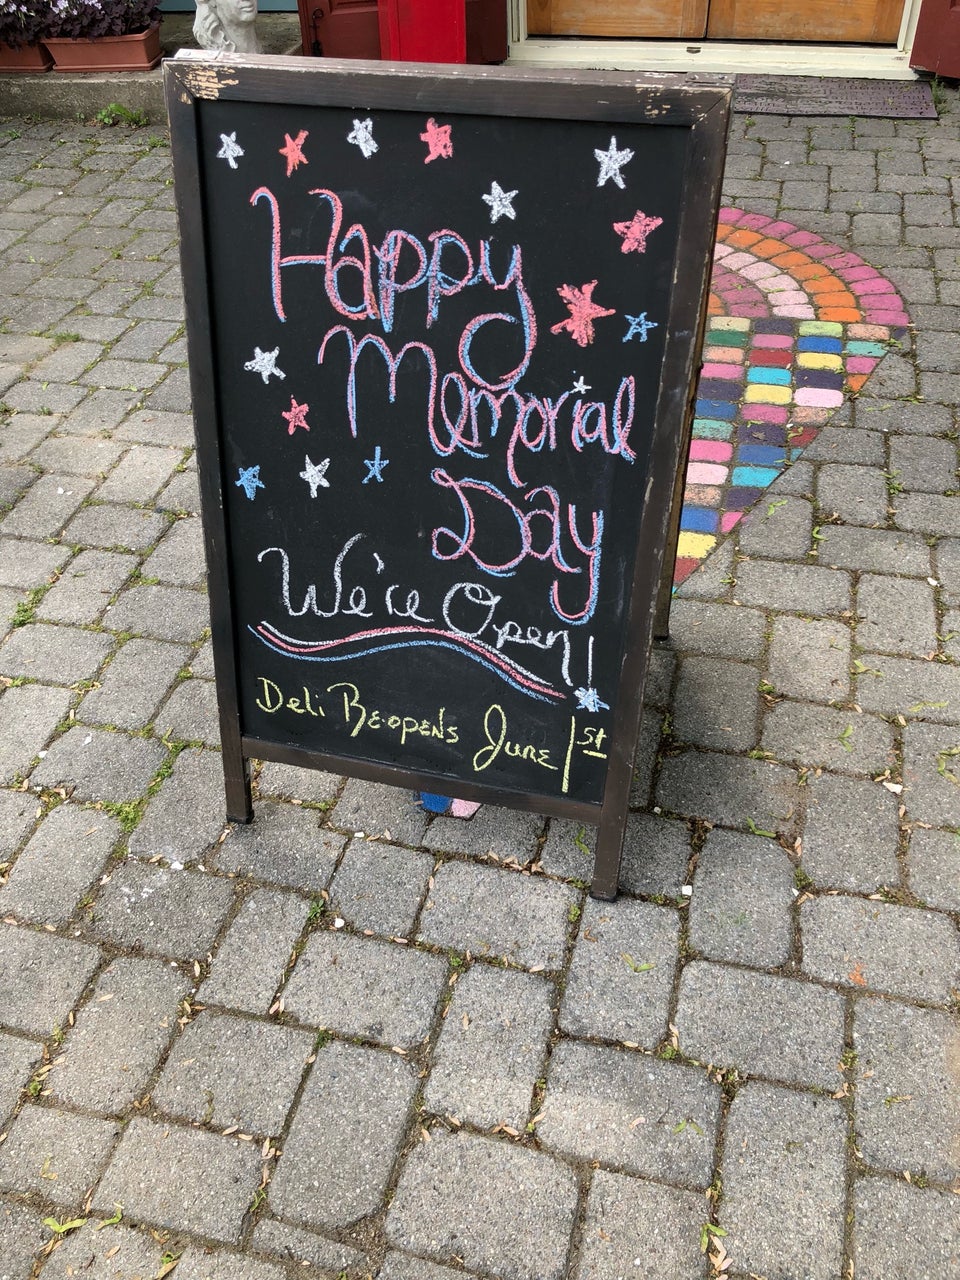 Happy
Memorial
Day
We're Open!
Deli Re-opens June 1st